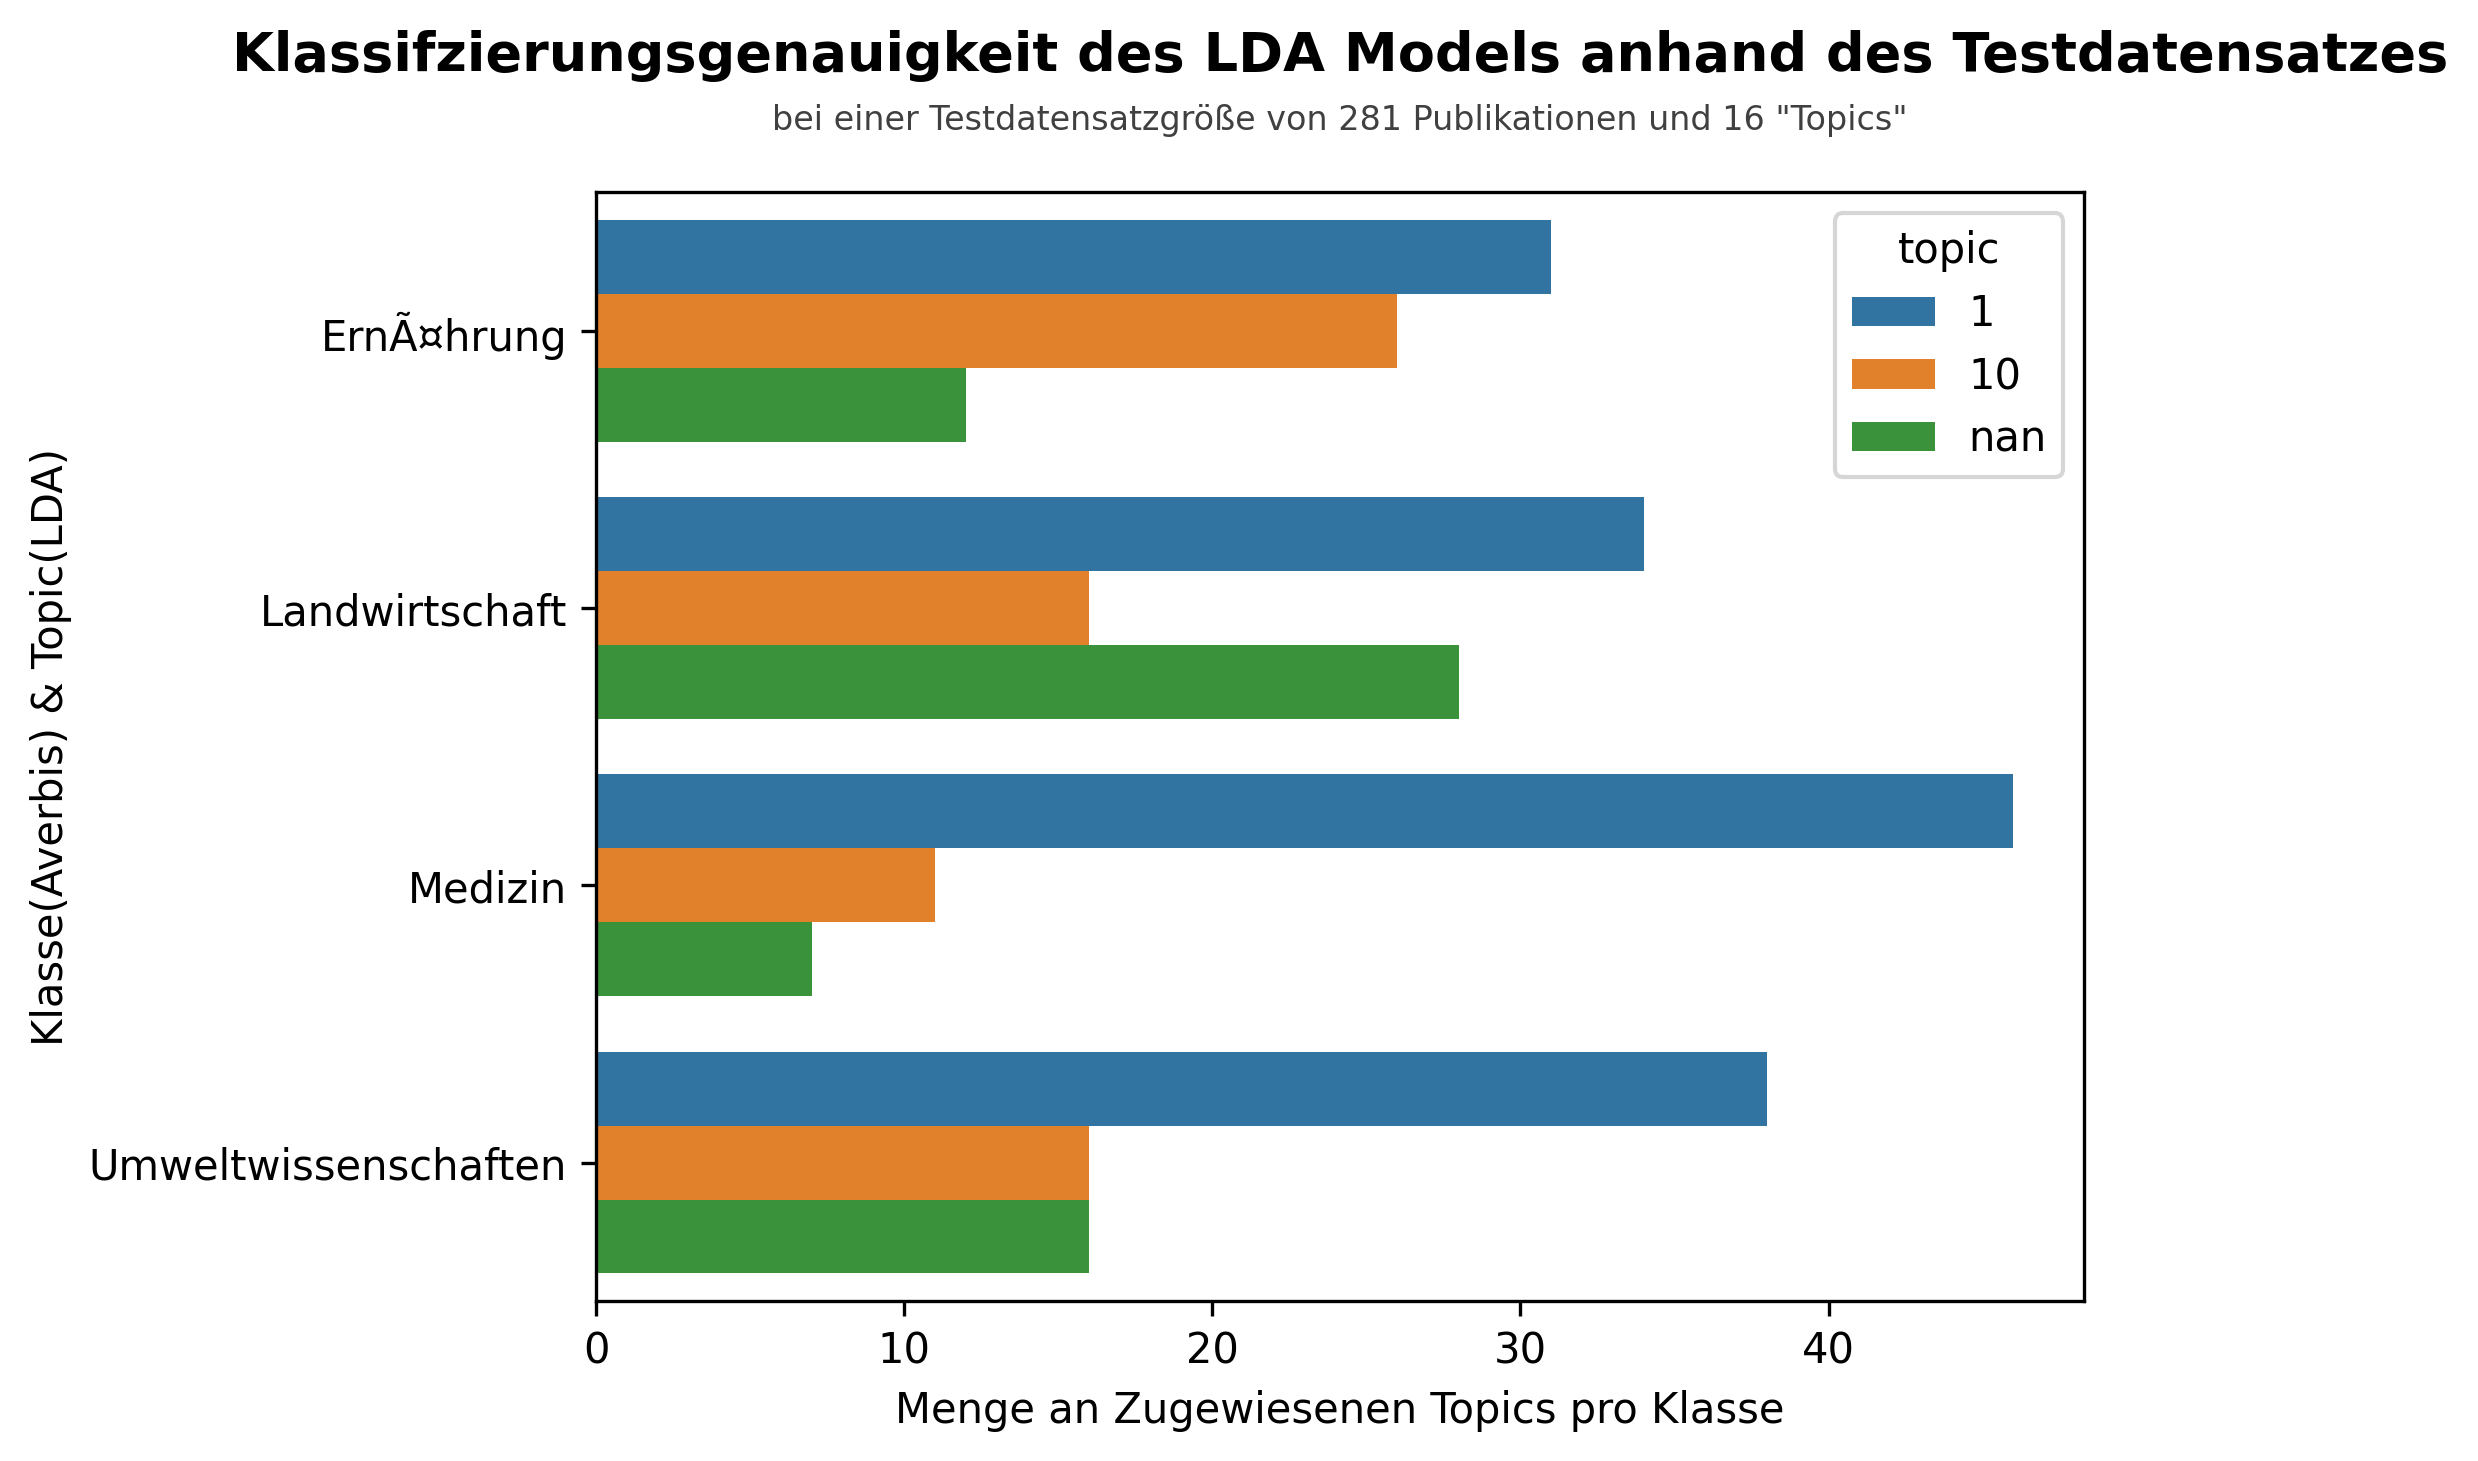 Klassifzierungsgenauigkeit des LDA Models anhand des Testdatensatzes
bei einer Testdatensatzgröße von 281 Publikationen und 16 "Topics"
topic
1
10
nan
Klasse(Averbis) & Topic(LDA)
ErnÃ¤hrung
Landwirtschaft
Medizin
Umweltwissenschaften
0 10 20 30 40
Menge an Zugewiesenen Topics pro Klasse